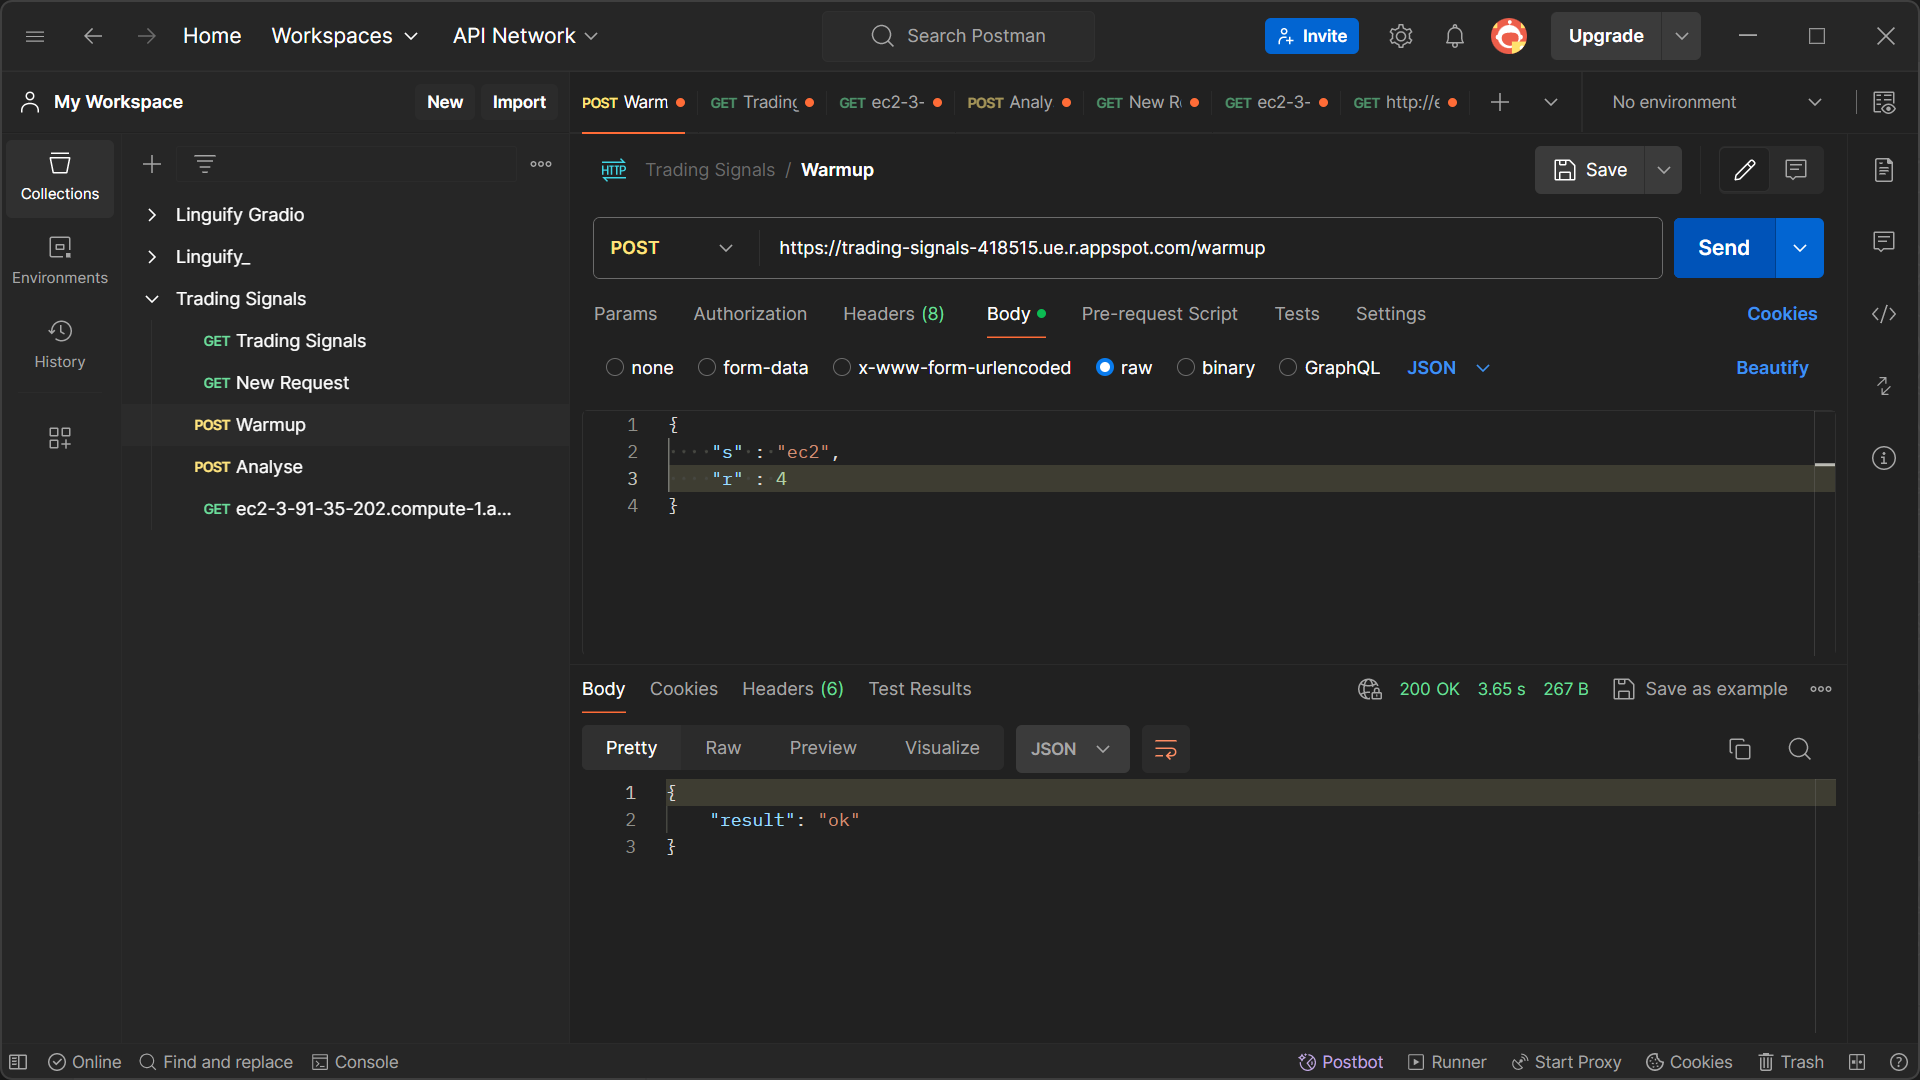 Home Workspaces API Network Search Postman Invite Upgrade
My Workspace New Import
POST Warm GET Trading GET ec2-3- POST Analy GET New R GET ec2-3- GET http://e No environment
Collections
Environments
History
Linguify Gradio
Linguify_
Trading Signals
GET Trading Signals
GET New Request
POST Warmup
POST Analyse
GET ec2-3-91-35-202.compute-1.a...
HTTP Trading Signals / Warmup Save
POST https://trading-signals-418515.ue.r.appspot.com/warmup Send
Params Authorization Headers (8) Body Pre-request Script Tests Settings Cookies
none form-data x-www-form-urlencoded raw binary GraphQL JSON Beautify
1 {
2 "s" : "ec2",
3 "r" : 4
4 }
Body Cookies Headers (6) Test Results 200 OK 3.65 s 267 B Save as example
Pretty Raw Preview Visualize JSON
1 {
2 "result": "ok"
3 }
Online Find and replace Console Postbot Runner Start Proxy Cookies Trash